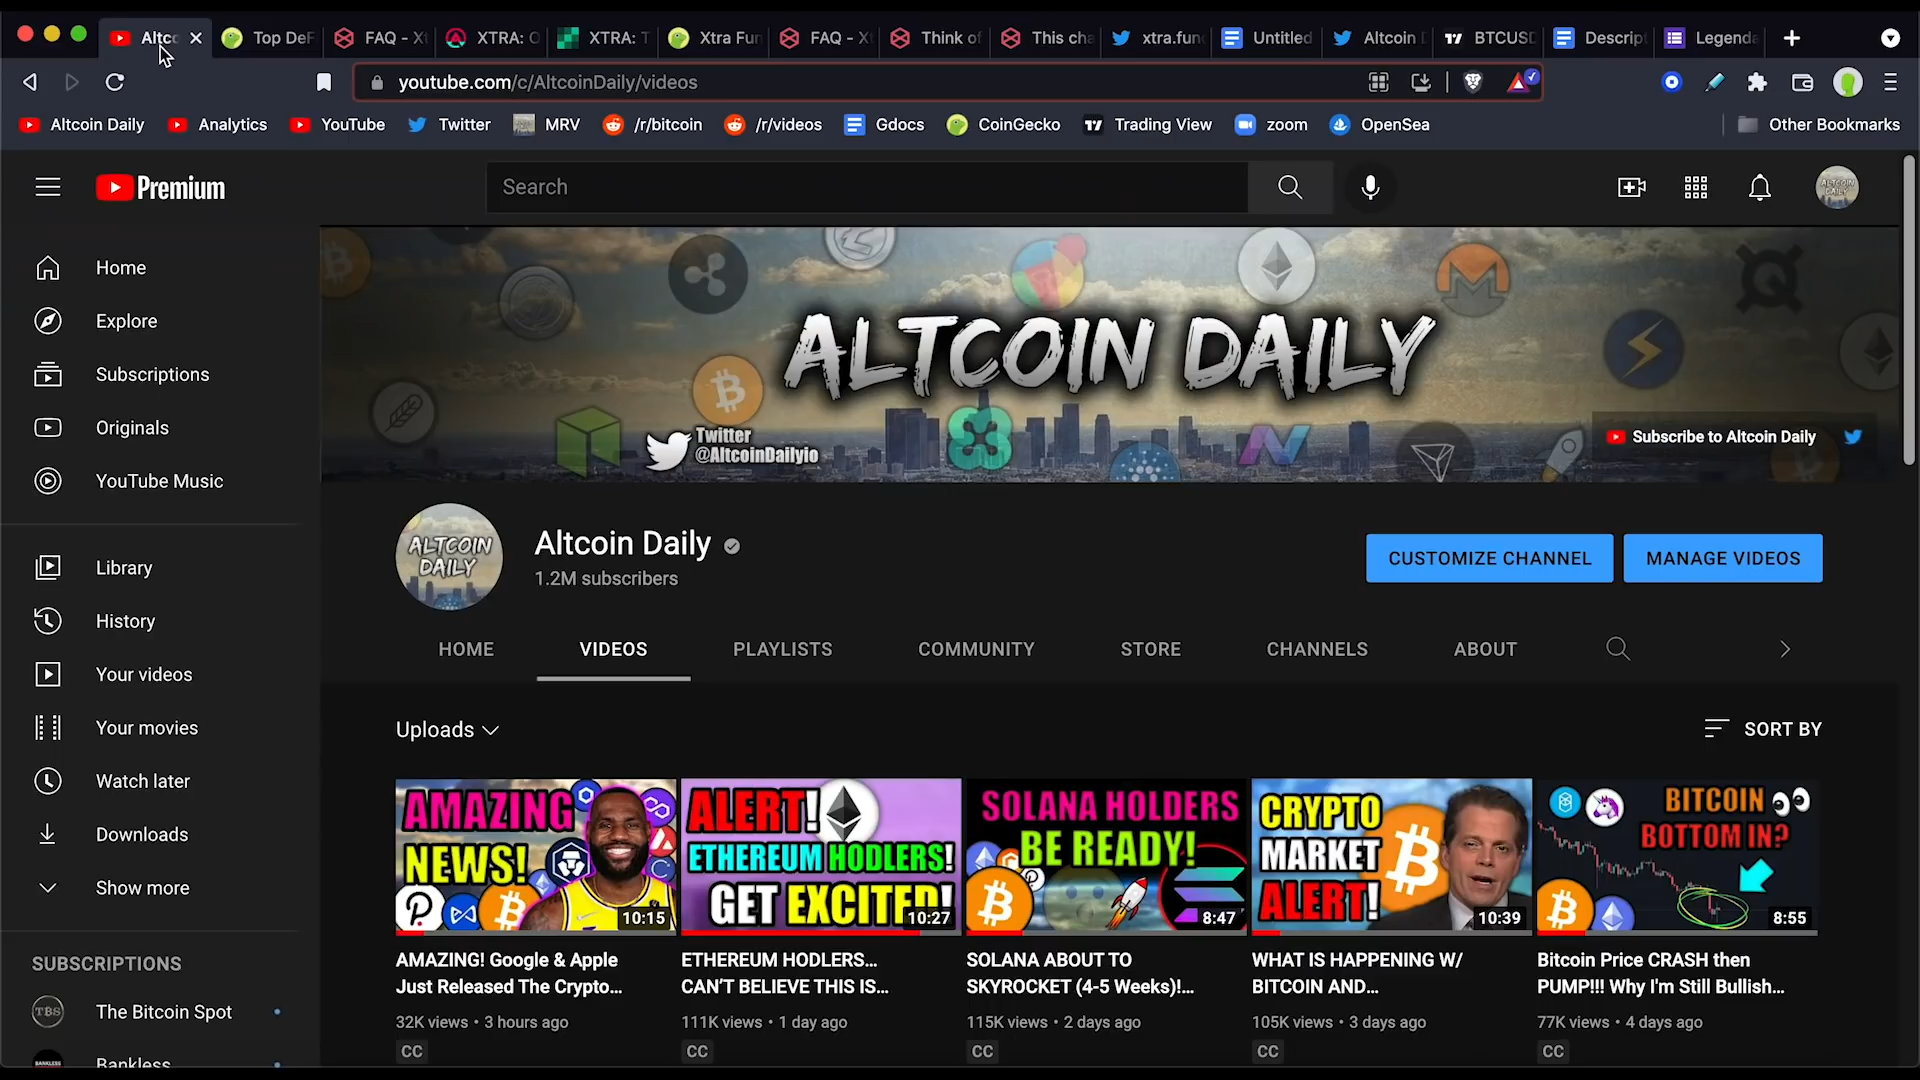 Altc
Top DeF
FAQ - Xt
XTRA: O
XTRA: T
Xtra Fun
FAQ - Xt
Think of
This cha
xtra.fun
Untitled
Altcoin D
BTCUSD
Descrip
Legenda
youtube.com/c/AltcoinDaily/videos
Altcoin Daily
Analytics
YouTube
Twitter
MRV
/r/bitcoin
/r/videos
Gdocs
CoinGecko
Trading View
zoom
OpenSea
Other Bookmarks
Premium
Search
Home
Explore
Subscriptions
Originals
YouTube Music
Library
History
Your videos
Your movies
Watch later
Downloads
Show more
SUBSCRIPTIONS
The Bitcoin Spot
Bankless
ALTCOIN DAILY
Twitter
@AltcoinDailyio
Subscribe to Altcoin Daily
ALTCOIN
DAILY
Altcoin Daily
1.2M subscribers
CUSTOMIZE CHANNEL
MANAGE VIDEOS
HOME
VIDEOS
PLAYLISTS
COMMUNITY
STORE
CHANNELS
ABOUT
Uploads
SORT BY
AMAZING
NEWS!
10:15
AMAZING! Google & Apple
Just Released The Crypto...
32K views • 3 hours ago
CC
ALERT!
ETHEREUM HODLERS!
GET EXCITED!
10:27
ETHEREUM HODLERS...
CAN'T BELIEVE THIS IS...
111K views • 1 day ago
CC
SOLANA HOLDERS
BE READY!
8:47
SOLANA ABOUT TO
SKYROCKET (4-5 Weeks)!...
115K views • 2 days ago
CC
CRYPTO
MARKET
ALERT!
10:39
WHAT IS HAPPENING W/
BITCOIN AND...
105K views • 3 days ago
CC
BITCOIN
BOTTOM IN?
8:55
Bitcoin Price CRASH then
PUMP!!! Why I'm Still Bullish...
77K views • 4 days ago
CC